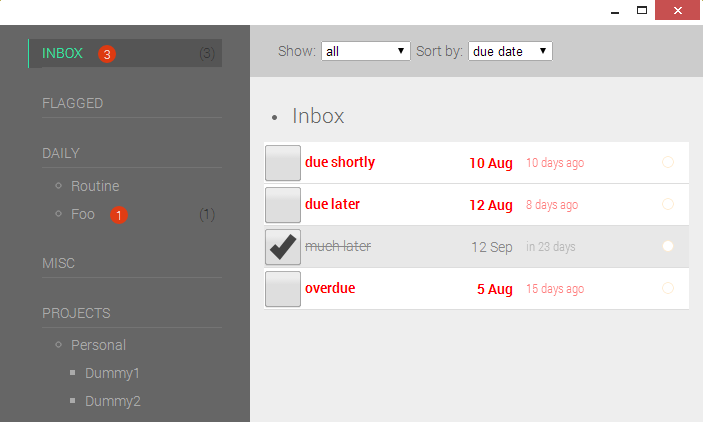 INBOX 3 (3)
FLAGGED
DAILY
Routine
Foo 1 (1)
MISC
PROJECTS
Personal
Dummy1
Dummy2
Show: all Sort by: due date
Inbox
due shortly 10 Aug 10 days ago
due later 12 Aug 8 days ago
much later 12 Sep in 23 days
overdue 5 Aug 15 days ago